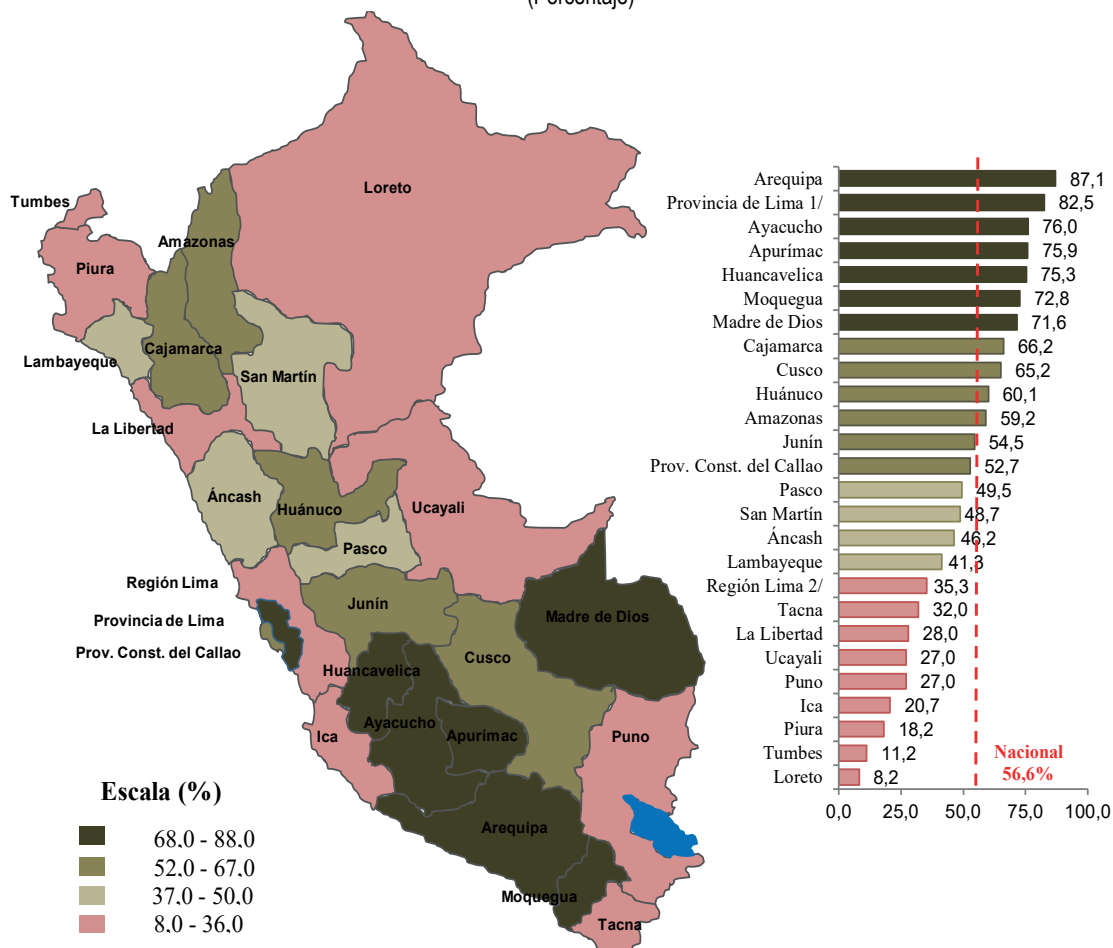 (Porcentaje)
Loreto
Tumbes
Amazonas
Piura
Lambayeque
Cajamarca
San Martín
La Libertad
Áncash
Huánuco
Ucayali
Pasco
Región Lima
Junín
Madre de Dios
Provincia de Lima
Prov. Const. del Callao
Cusco
Huancavelica
Ayacucho
Apurímac
Ica
Puno
Arequipa
Moquegua
Tacna
Escala (%)
68,0 - 88,0
52,0 - 67,0
37,0 - 50,0
8,0 - 36,0
Arequipa 87,1
Provincia de Lima 1/ 82,5
Ayacucho 76,0
Apurímac 75,9
Huancavelica 75,3
Moquegua 72,8
Madre de Dios 71,6
Cajamarca 66,2
Cusco 65,2
Huánuco 60,1
Amazonas 59,2
Junín 54,5
Prov. Const. del Callao 52,7
Pasco 49,5
San Martín 48,7
Áncash 46,2
Lambayeque 41,3
Región Lima 2/ 35,3
Tacna 32,0
La Libertad 28,0
Ucayali 27,0
Puno 27,0
Ica 20,7
Piura 18,2
Tumbes 11,2
Loreto 8,2
Nacional
56,6%
0,0 25,0 50,0 75,0 100,0